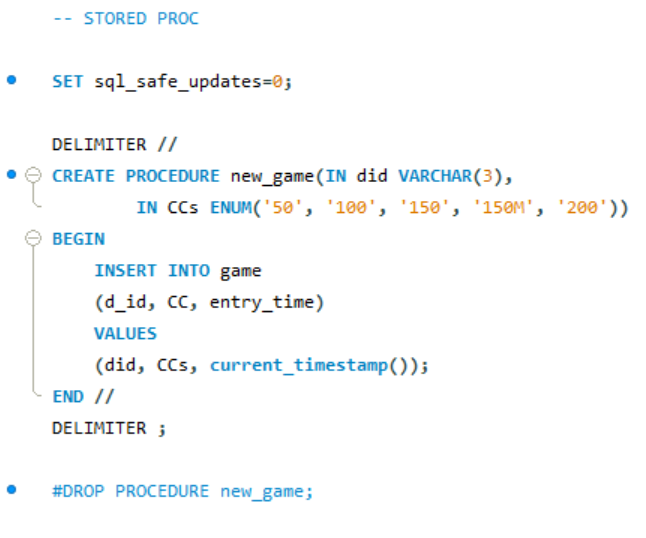 -- STORED PROC
SET sql_safe_updates=0;
DELIMITER //
CREATE PROCEDURE new_game(IN did VARCHAR(3),
IN CCs ENUM('50', '100', '150', '150M', '200'))
BEGIN
INSERT INTO game
(d_id, CC, entry_time)
VALUES
(did, CCs, current_timestamp());
END //
DELIMITER ;
#DROP PROCEDURE new_game;